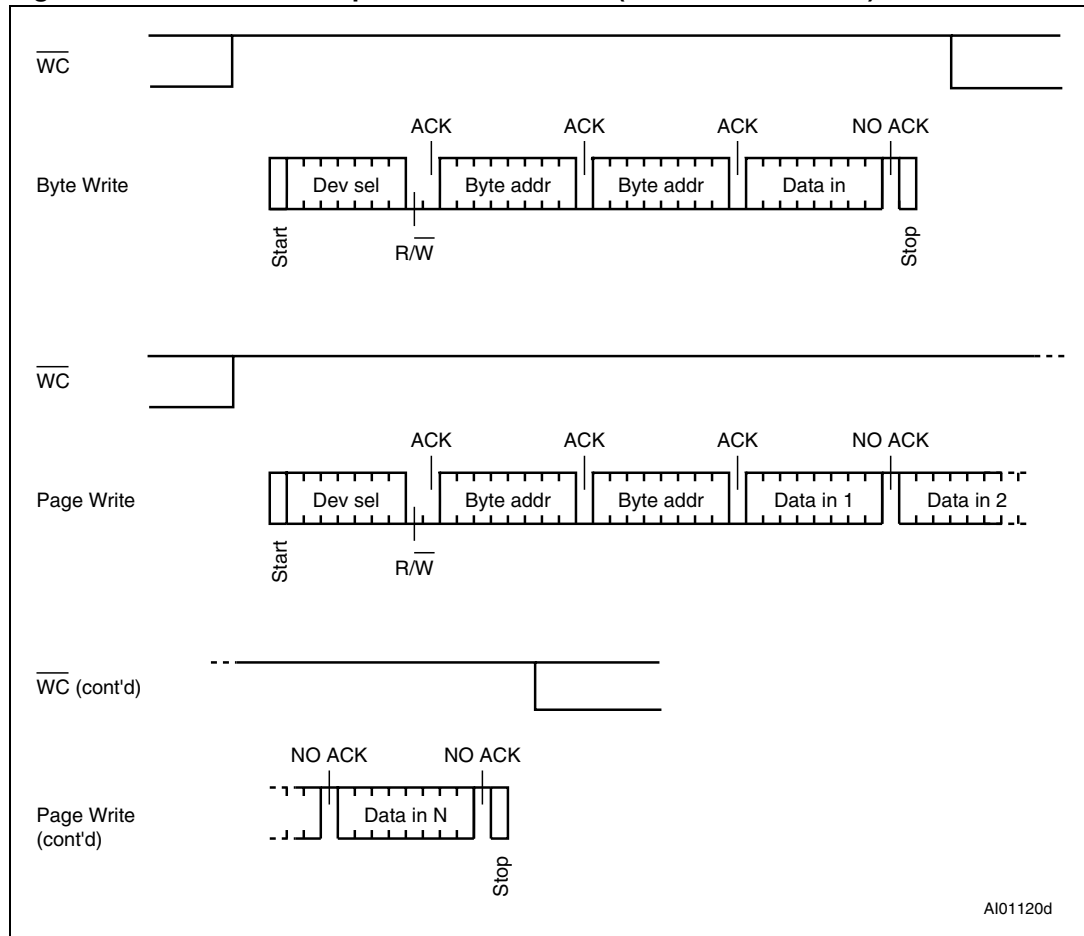 WC
ACK ACK ACK NO ACK
Byte Write Dev sel Byte addr Byte addr Data in
Start R/W Stop
WC
ACK ACK ACK NO ACK
Page Write Dev sel Byte addr Byte addr Data in 1 Data in 2
Start R/W
WC (cont'd)
NO ACK NO ACK
Page Write
(cont'd)
Data in N
Stop
AI01120d